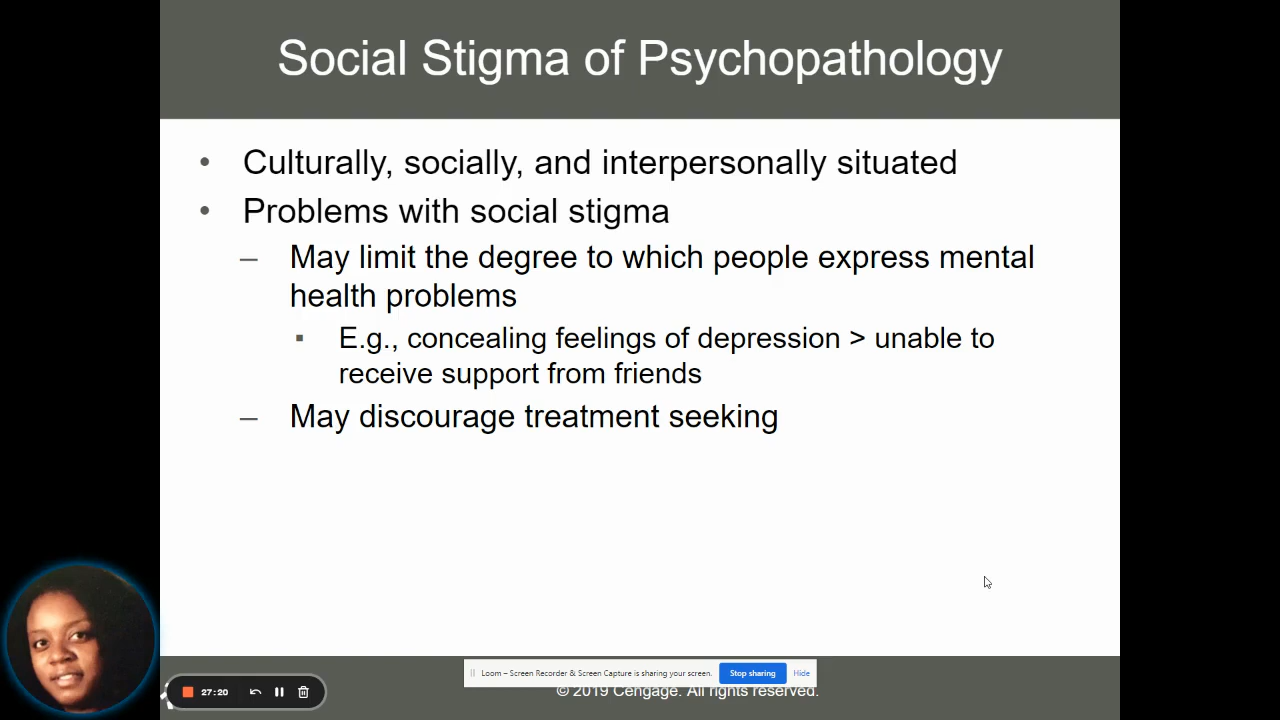 Social Stigma of Psychopathology
• Culturally, socially, and interpersonally situated
• Problems with social stigma
– May limit the degree to which people express mental
health problems
▪ E.g., concealing feelings of depression > unable to
receive support from friends
– May discourage treatment seeking
Loom – Screen Recorder & Screen Capture is sharing your screen.
Stop sharing
Hide
27:20
© 2019 Cengage. All rights reserved.